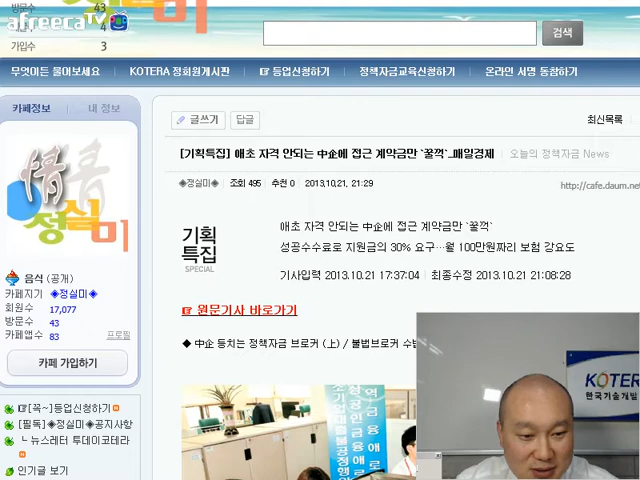 방문수 43
afreecaTV 4
가입수 3
검색
무엇이든 물어보세요 KOTERA 정회원게시판 ☞ 등업신청하기 정책자금교육신청하기 온라인 서명 동참하기
카페정보 내 정보
글쓰기 답글 최신목록
[기획특집] 애초 자격 안되는 中企에 접근 계약금만 `꿀꺽`_매일경제 오늘의 정책자금 News
◈정실미◈ 조회 495 추천 0 2013.10.21. 21:29 http://cafe.daum.net
情
정실미
기획
특집
SPECIAL
애초 자격 안되는 中企에 접근 계약금만 `꿀꺽`
성공수수료로 지원금의 30% 요구…월 100만원짜리 보험 강요도
기사입력 2013.10.21 17:37:04 최종수정 2013.10.21 21:08:28
음식 (공개)
카페지기 ◈정실미◈
회원수 17,077
방문수 43
카페앱수 83 프로필
카페 가입하기
☞ 원문기사 바로가기
◆ 中企 등치는 정책자금 브로커 (上) / 불법브로커 수법
☞[꼭~]등업신청하기
[필독]◈정실미◈공지사항
┗ 뉴스레터 투데이코테라
인기글 보기
KOTERA
한국기술개발